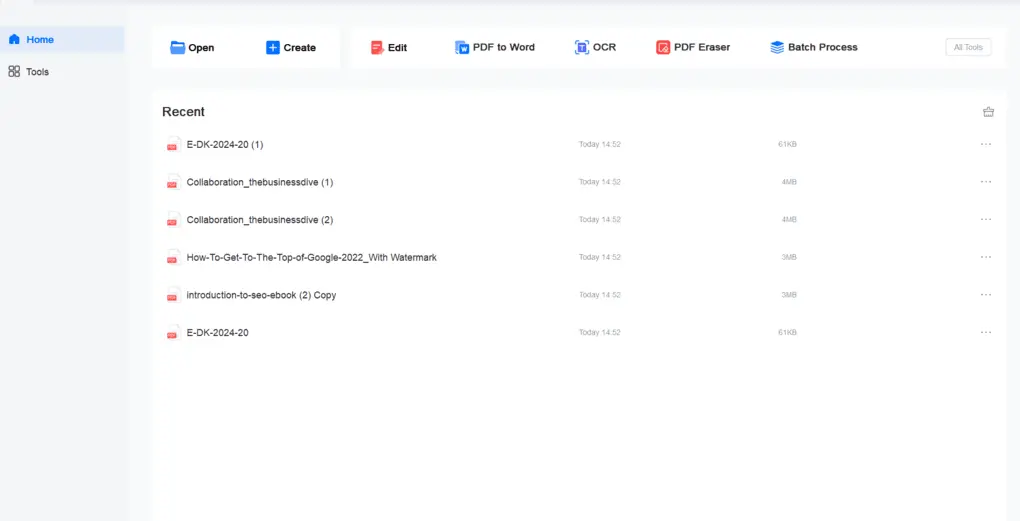 Home
Tools
Open Create Edit PDF to Word OCR PDF Eraser Batch Process All Tools
Recent
E-DK-2024-20 (1) Today 14:52 61KB
Collaboration_thebusinessdive (1) Today 14:52 4MB
Collaboration_thebusinessdive (2) Today 14:52 4MB
How-To-Get-To-The-Top-of-Google-2022_With Watermark Today 14:52 3MB
introduction-to-seo-ebook (2) Copy Today 14:52 3MB
E-DK-2024-20 Today 14:52 61KB